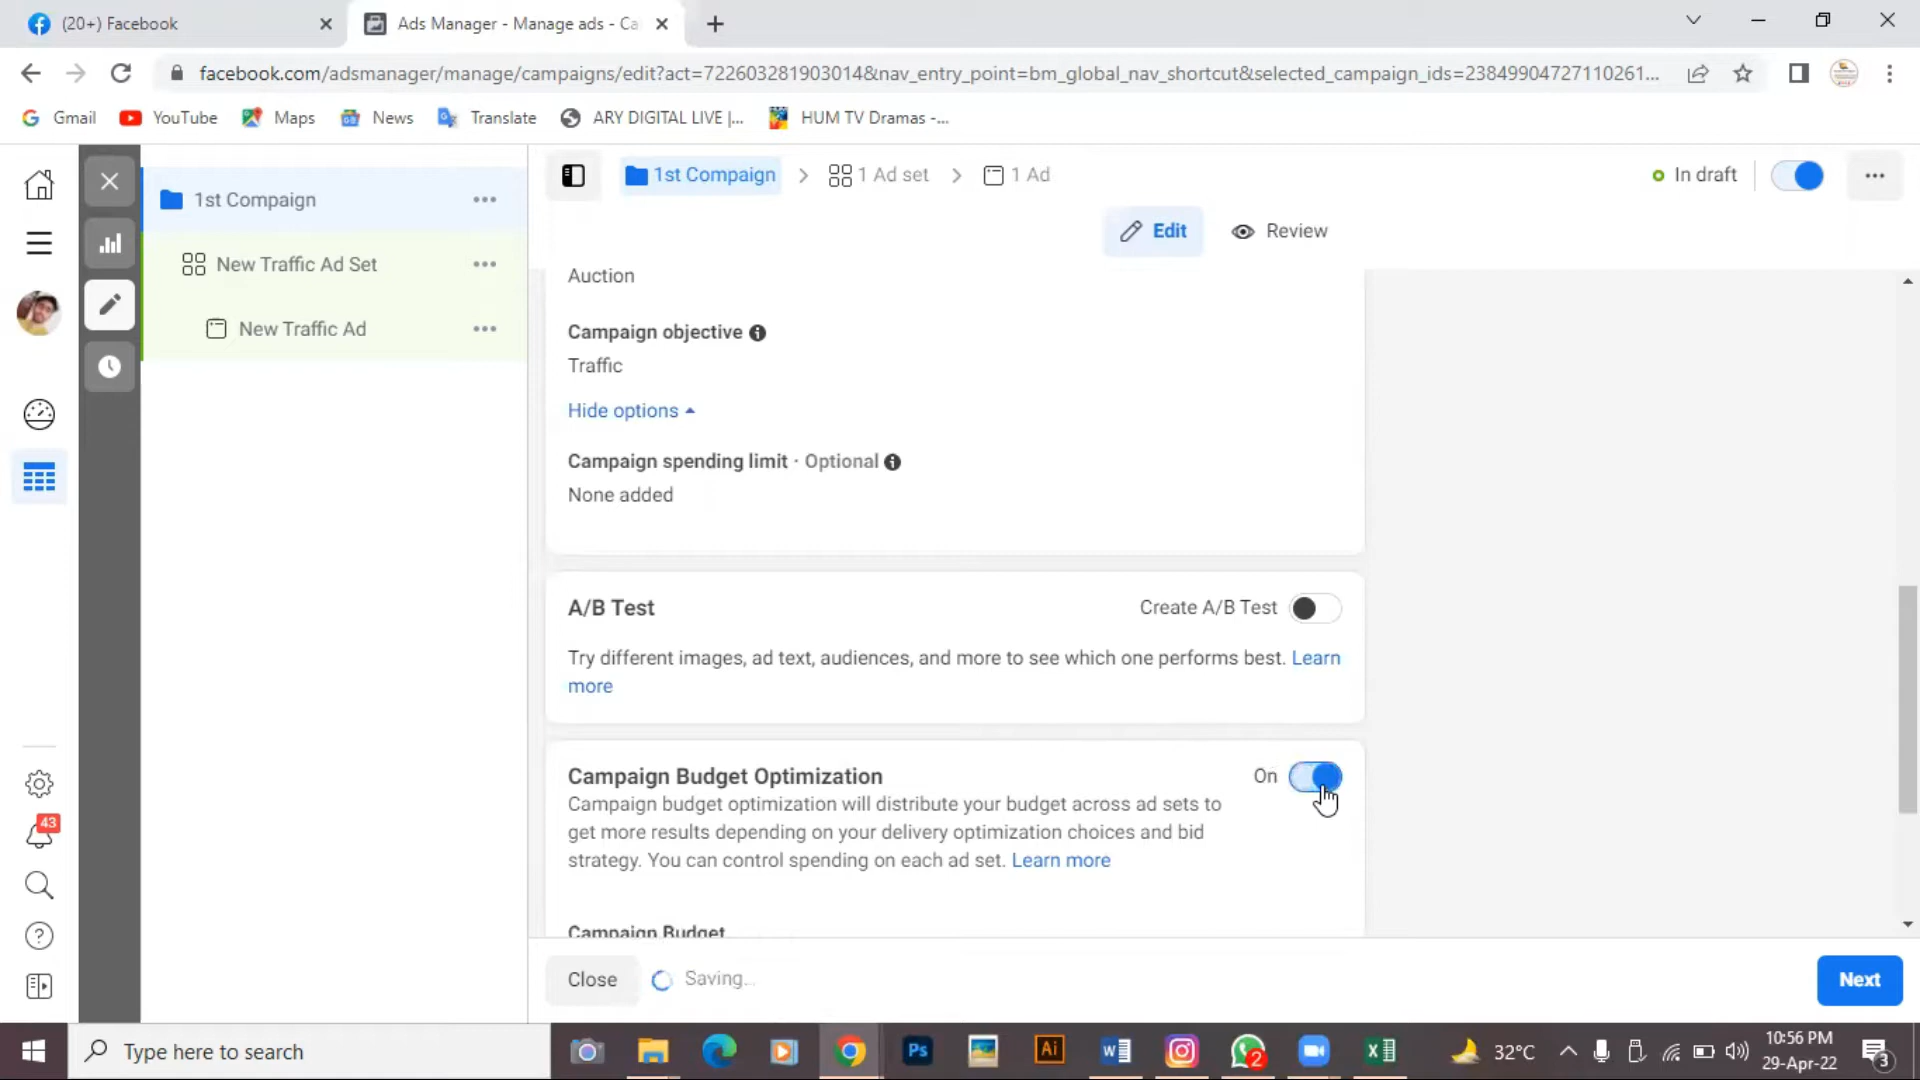 (20+) Facebook
Ads Manager - Manage ads - Ca
facebook.com/adsmanager/manage/campaigns/edit?act=722603281903014&nav_entry_point=bm_global_nav_shortcut&selected_campaign_ids=23849904727110261...
Gmail YouTube Maps News Translate ARY DIGITAL LIVE |... HUM TV Dramas -...
1st Compaign
New Traffic Ad Set
New Traffic Ad
1st Compaign 1 Ad set 1 Ad
In draft
Edit Review
Auction
Campaign objective
Traffic
Hide options
Campaign spending limit · Optional
None added
A/B Test Create A/B Test
Try different images, ad text, audiences, and more to see which one performs best. Learn
more
Campaign Budget Optimization On
Campaign budget optimization will distribute your budget across ad sets to
get more results depending on your delivery optimization choices and bid
strategy. You can control spending on each ad set. Learn more
Campaign Budget
43
Close Saving...
Next
Type here to search
Ps
Ai
2
32°C
10:56 PM
29-Apr-22
3